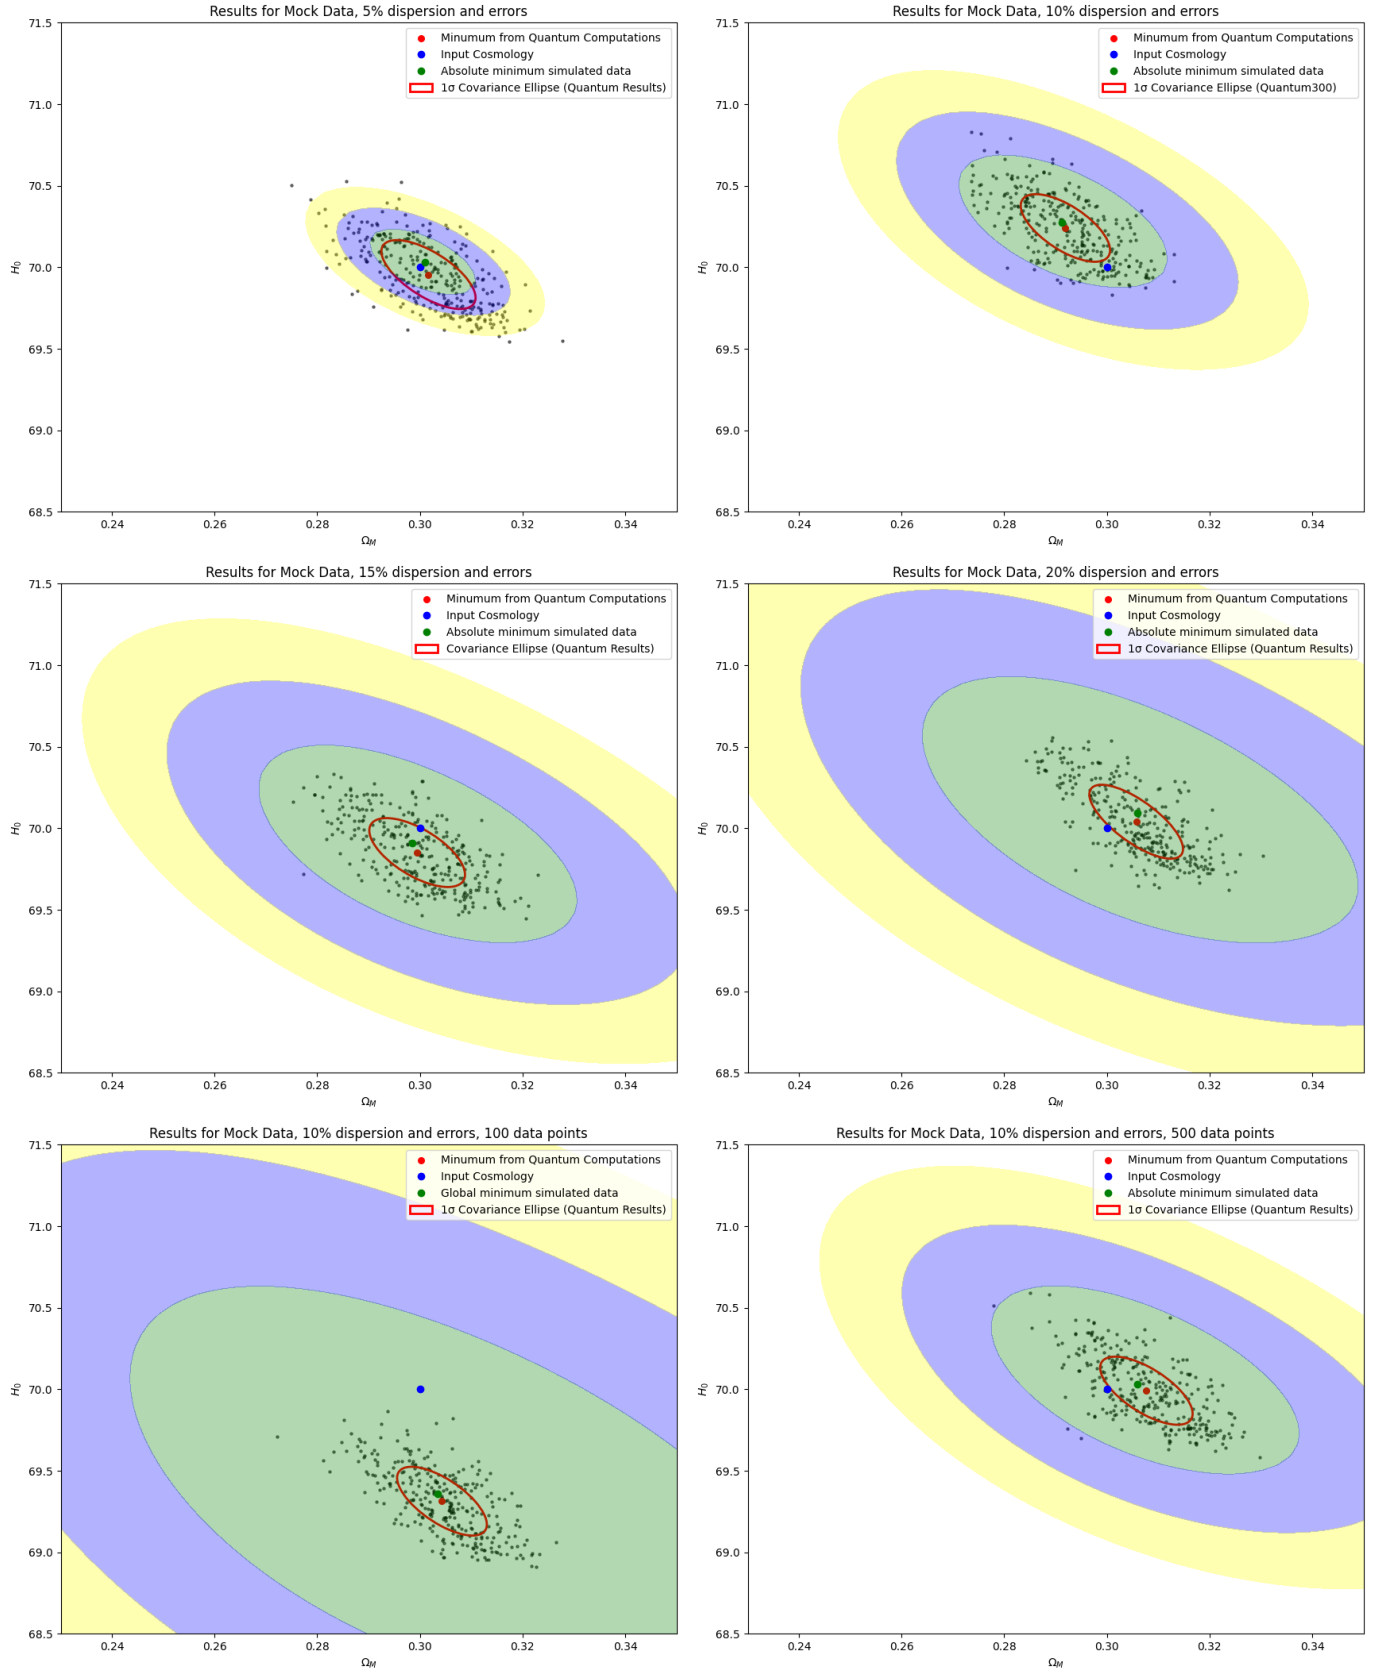 Results for Mock Data, 5% dispersion and errors
Minumum from Quantum Computations
Input Cosmology
Absolute minimum simulated data
1σ Covariance Ellipse (Quantum Results)
71.5
71.0
70.5
70.0
69.5
69.0
68.5
H₀
0.24
0.26
0.28
0.30
0.32
0.34
Ω_M
Results for Mock Data, 10% dispersion and errors
Minumum from Quantum Computations
Input Cosmology
Absolute minimum simulated data
1σ Covariance Ellipse (Quantum300)
71.5
71.0
70.5
70.0
69.5
69.0
68.5
H₀
0.24
0.26
0.28
0.30
0.32
0.34
Ω_M
Results for Mock Data, 15% dispersion and errors
Minumum from Quantum Computations
Input Cosmology
Absolute minimum simulated data
Covariance Ellipse (Quantum Results)
71.5
71.0
70.5
70.0
69.5
69.0
68.5
H₀
0.24
0.26
0.28
0.30
0.32
0.34
Ω_M
Results for Mock Data, 20% dispersion and errors
Minumum from Quantum Computations
Input Cosmology
Absolute minimum simulated data
1σ Covariance Ellipse (Quantum Results)
71.5
71.0
70.5
70.0
69.5
69.0
68.5
H₀
0.24
0.26
0.28
0.30
0.32
0.34
Ω_M
Results for Mock Data, 10% dispersion and errors, 100 data points
Minumum from Quantum Computations
Input Cosmology
Global minimum simulated data
1σ Covariance Ellipse (Quantum Results)
71.5
71.0
70.5
70.0
69.5
69.0
68.5
H₀
0.24
0.26
0.28
0.30
0.32
0.34
Ω_M
Results for Mock Data, 10% dispersion and errors, 500 data points
Minumum from Quantum Computations
Input Cosmology
Absolute minimum simulated data
1σ Covariance Ellipse (Quantum Results)
71.5
71.0
70.5
70.0
69.5
69.0
68.5
H₀
0.24
0.26
0.28
0.30
0.32
0.34
Ω_M